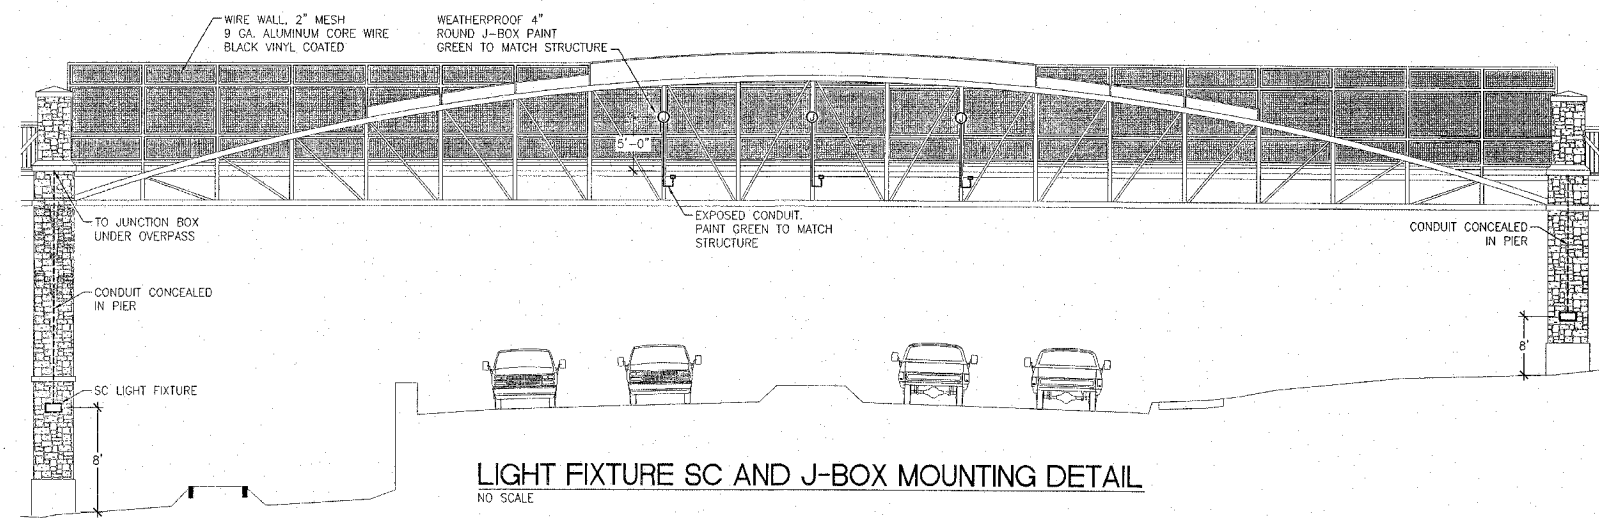 WIRE WALL, 2" MESH
9 GA. ALUMINUM CORE WIRE
BLACK VINYL COATED
WEATHERPROOF 4"
ROUND J-BOX PAINT
GREEN TO MATCH STRUCTURE
5'-0"
TO JUNCTION BOX
UNDER OVERPASS
EXPOSED CONDUIT.
PAINT GREEN TO MATCH
STRUCTURE
CONDUIT CONCEALED
IN PIER
CONDUIT CONCEALED
IN PIER
8'
SC LIGHT FIXTURE
8'
LIGHT FIXTURE SC AND J-BOX MOUNTING DETAIL
NO SCALE